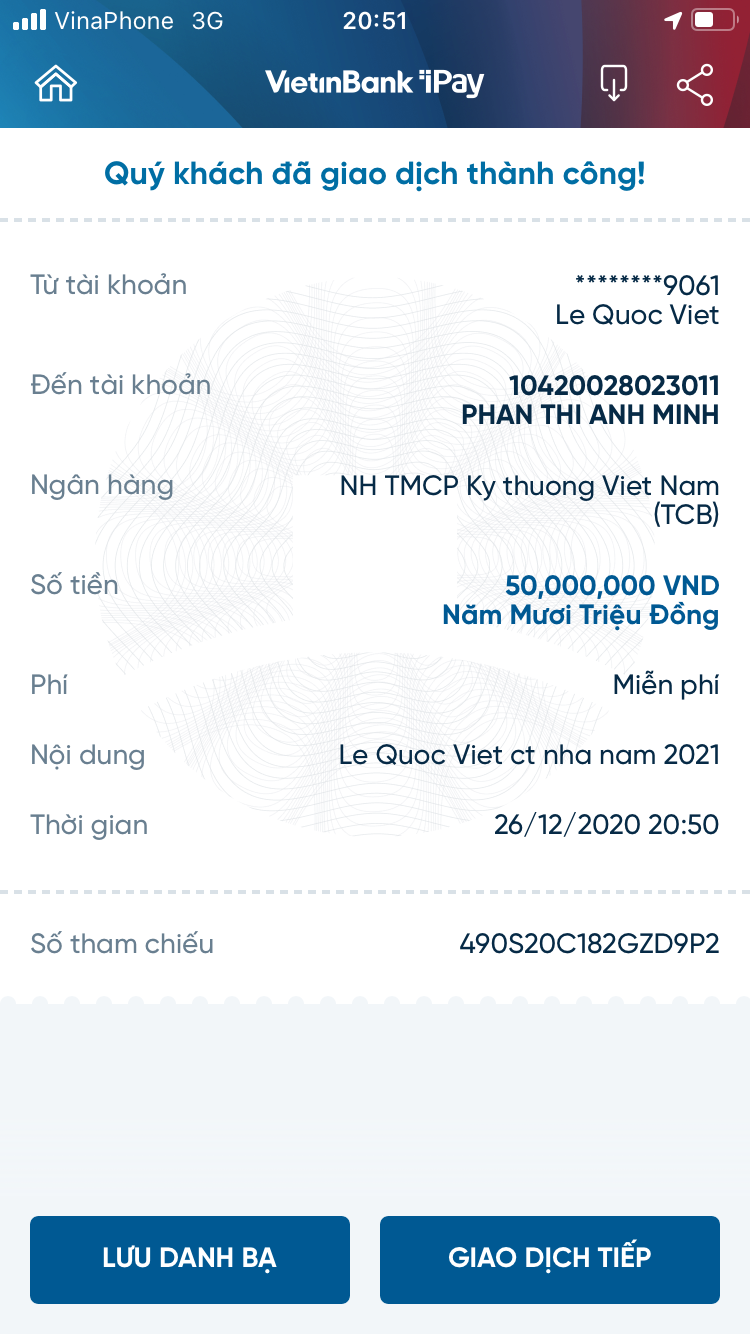 VinaPhone 3G 20:51
VietinBank iPay
Quý khách đã giao dịch thành công!
Từ tài khoản ********9061
Le Quoc Viet
Đến tài khoản 10420028023011
PHAN THI ANH MINH
Ngân hàng NH TMCP Ky thuong Viet Nam
(TCB)
Số tiền 50,000,000 VND
Năm Mươi Triệu Đồng
Phí Miễn phí
Nội dung Le Quoc Viet ct nha nam 2021
Thời gian 26/12/2020 20:50
Số tham chiếu 490S20C182GZD9P2
LƯU DANH BẠ GIAO DỊCH TIẾP